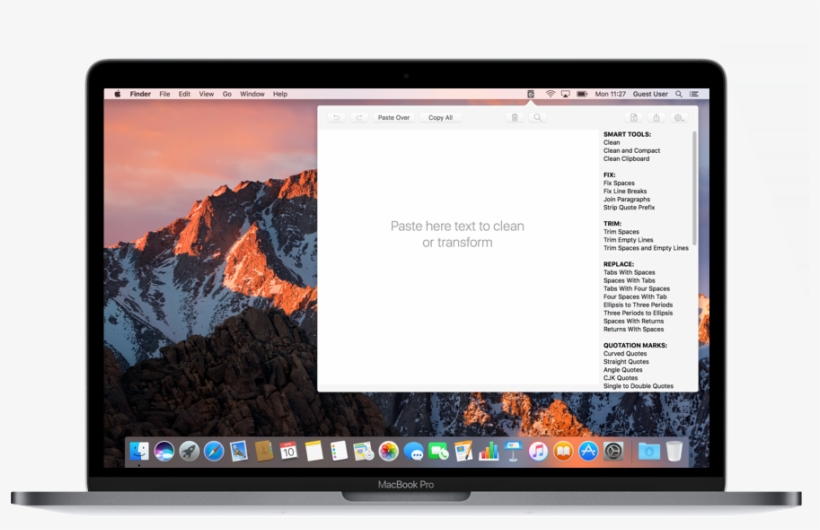 Finder File Edit View Go Window Help Mon 11:27 Guest User
Paste Over Copy All
Paste here text to clean
or transform
SMART TOOLS:
Clean
Clean and Compact
Clean Clipboard
FIX:
Fix Spaces
Fix Line Breaks
Join Paragraphs
Strip Quote Prefix
TRIM:
Trim Spaces
Trim Empty Lines
Trim Spaces and Empty Lines
REPLACE:
Tabs With Spaces
Spaces With Tabs
Tabs With Four Spaces
Four Spaces With Tab
Ellipsis to Three Periods
Three Periods to Ellipsis
Spaces With Returns
Returns With Spaces
QUOTATION MARKS:
Curved Quotes
Straight Quotes
Angle Quotes
CJK Quotes
Single to Double Quotes
10
MacBook Pro